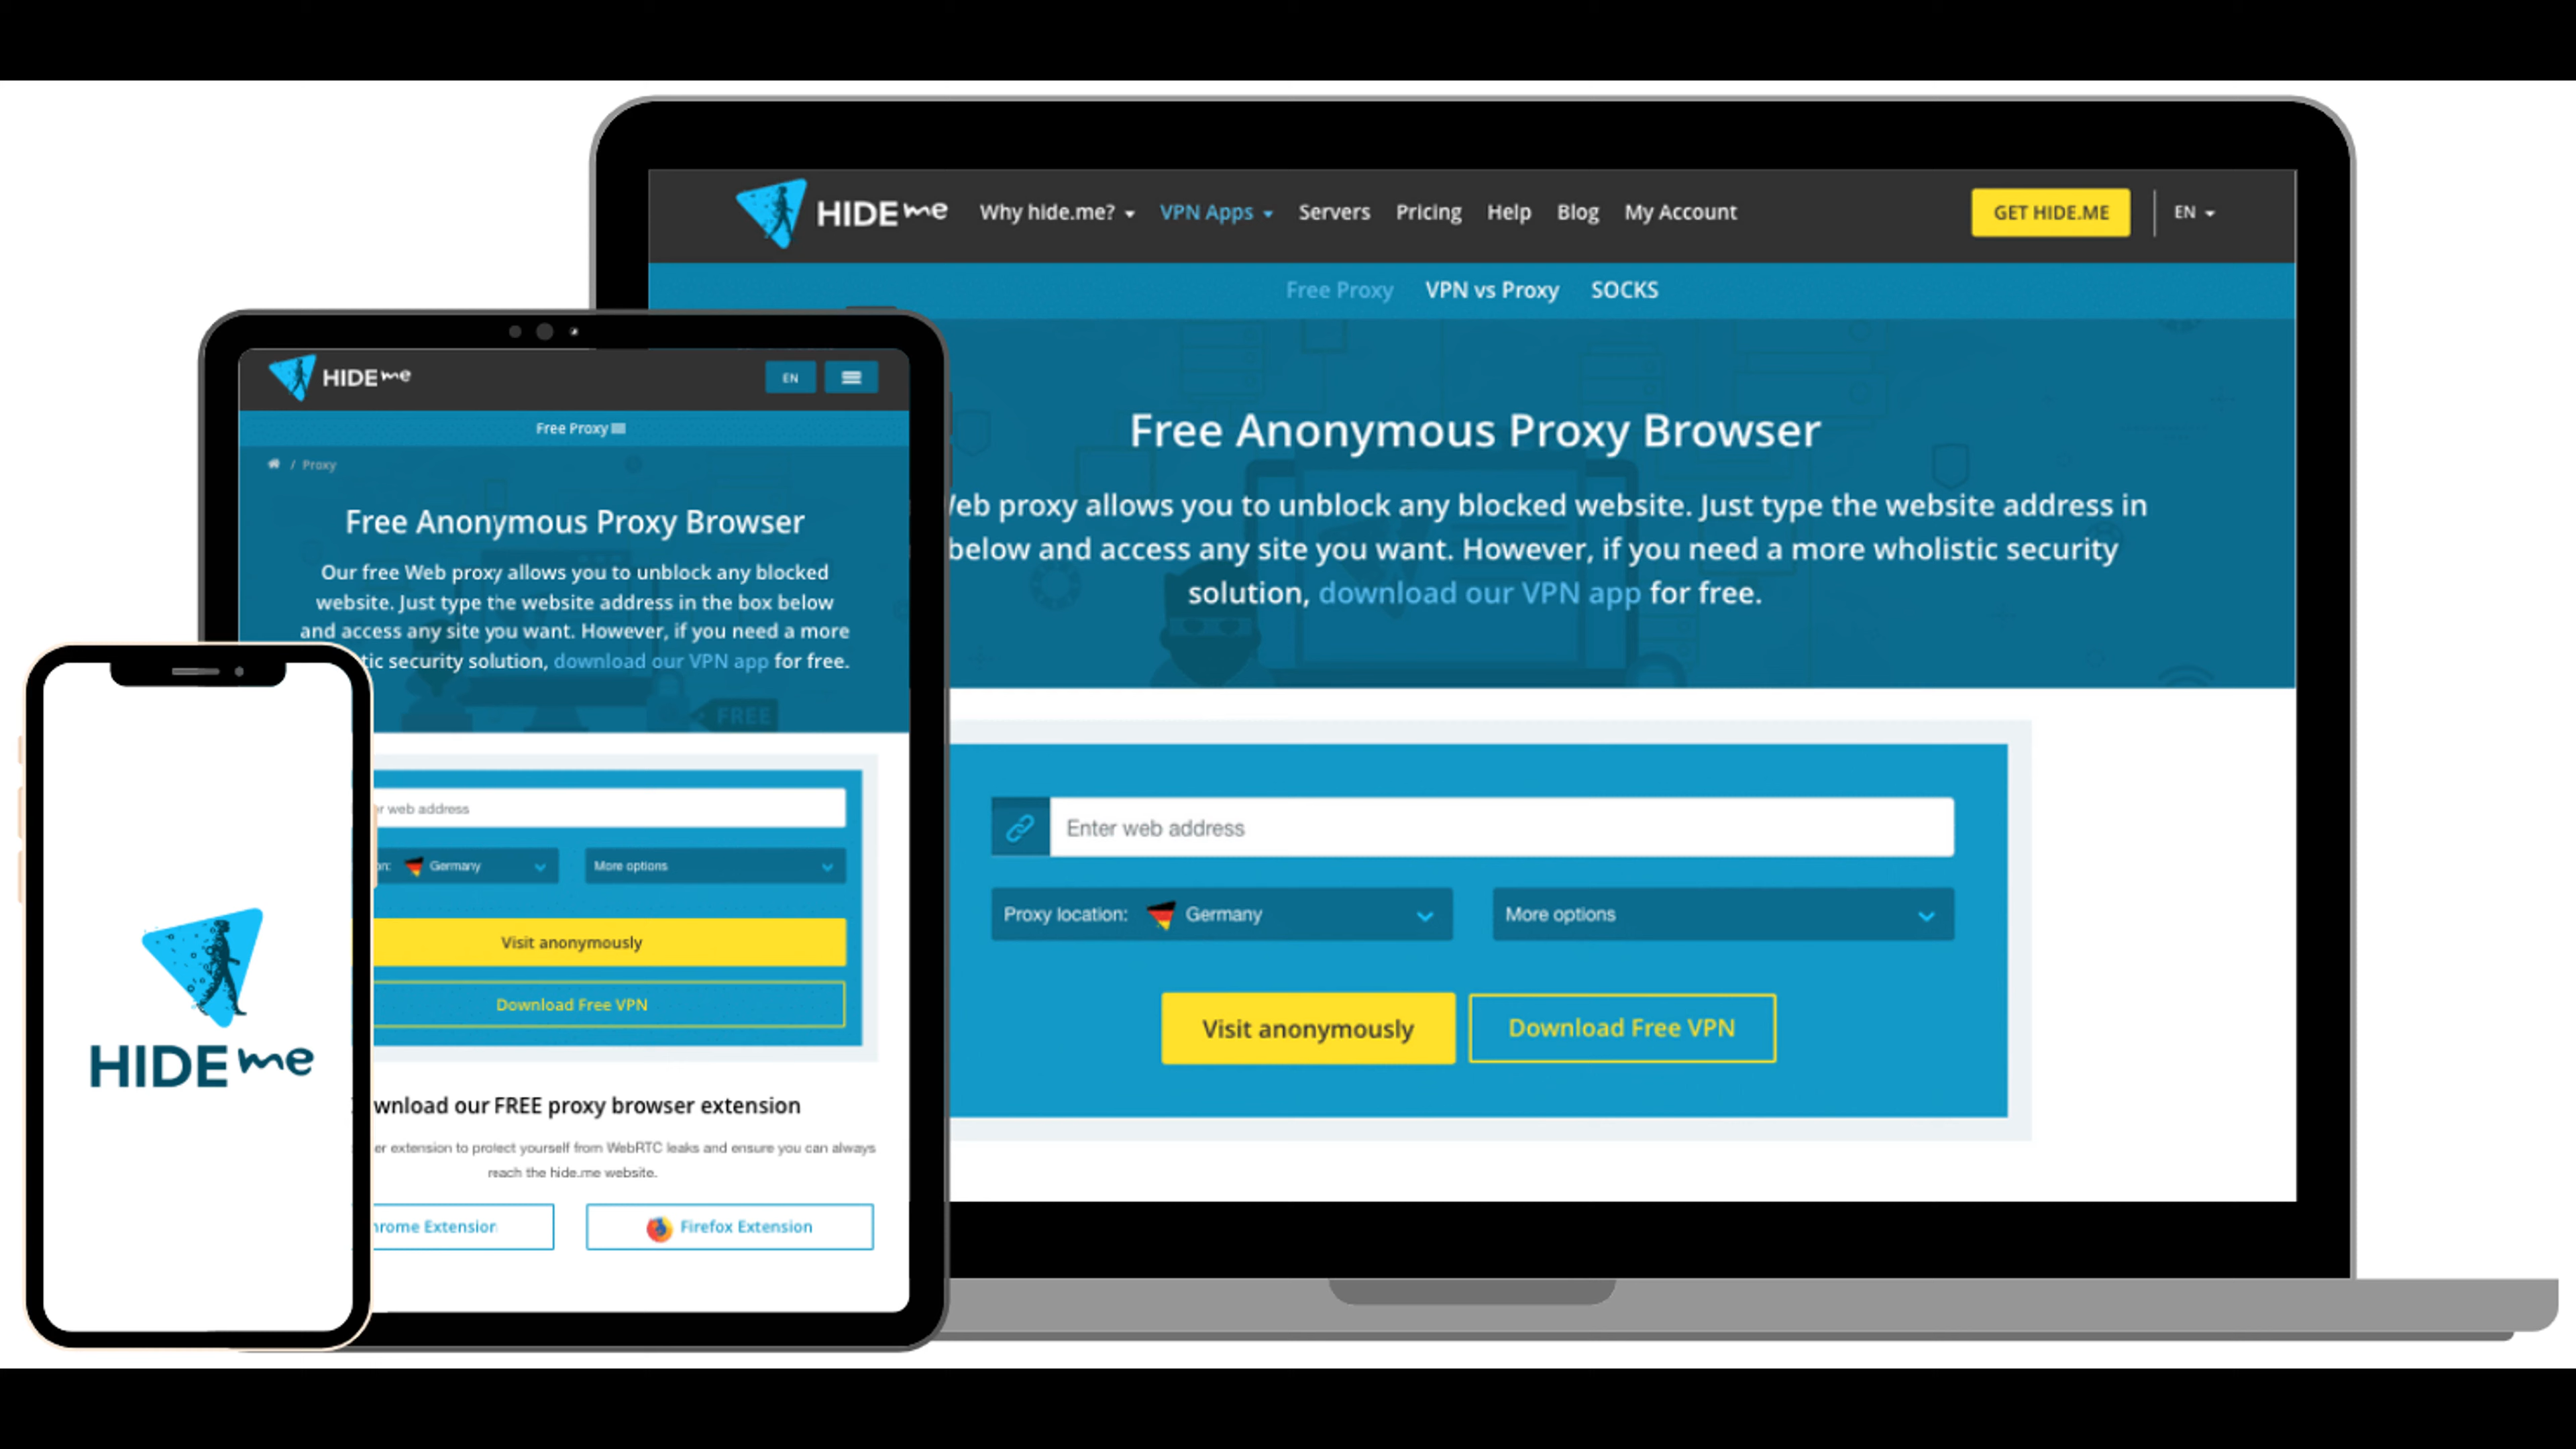 HIDE me Why hide.me? VPN Apps Servers Pricing Help Blog My Account GET HIDE.ME EN
Free Proxy VPN vs Proxy SOCKS
Free Anonymous Proxy Browser
proxy allows you to unblock any blocked website. Just type the website address in
below and access any site you want. However, if you need a more wholistic security
solution, download our VPN app for free.
Enter web address
Proxy location: Germany More options
Visit anonymously Download Free VPN
HIDE me EN
Free Proxy
/ Proxy
Free Anonymous Proxy Browser
Our free Web proxy allows you to unblock any blocked
website. Just type the website address in the box below
and access any site you want. However, if you need a more
security solution, download our VPN app for free.
FREE
web address
Germany More options
Visit anonymously
Download Free VPN
our FREE proxy browser extension
extension to protect yourself from WebRTC leaks and ensure you can always
reach the hide.me website.
Extension Firefox Extension
HIDE me